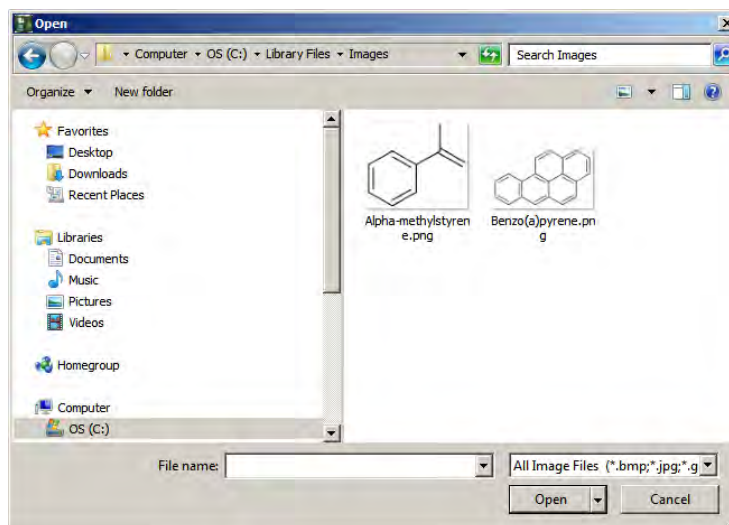 Open
Computer OS (C:) Library Files Images
Search Images
Organize New folder
Favorites
Desktop
Downloads
Recent Places
Libraries
Documents
Music
Pictures
Videos
Homegroup
Computer
OS (C:)
Alpha-methylstyren
e.png
Benzo(a)pyrene.pn
g
File name:
All Image Files (*.bmp;*.jpg;*.g
Open
Cancel